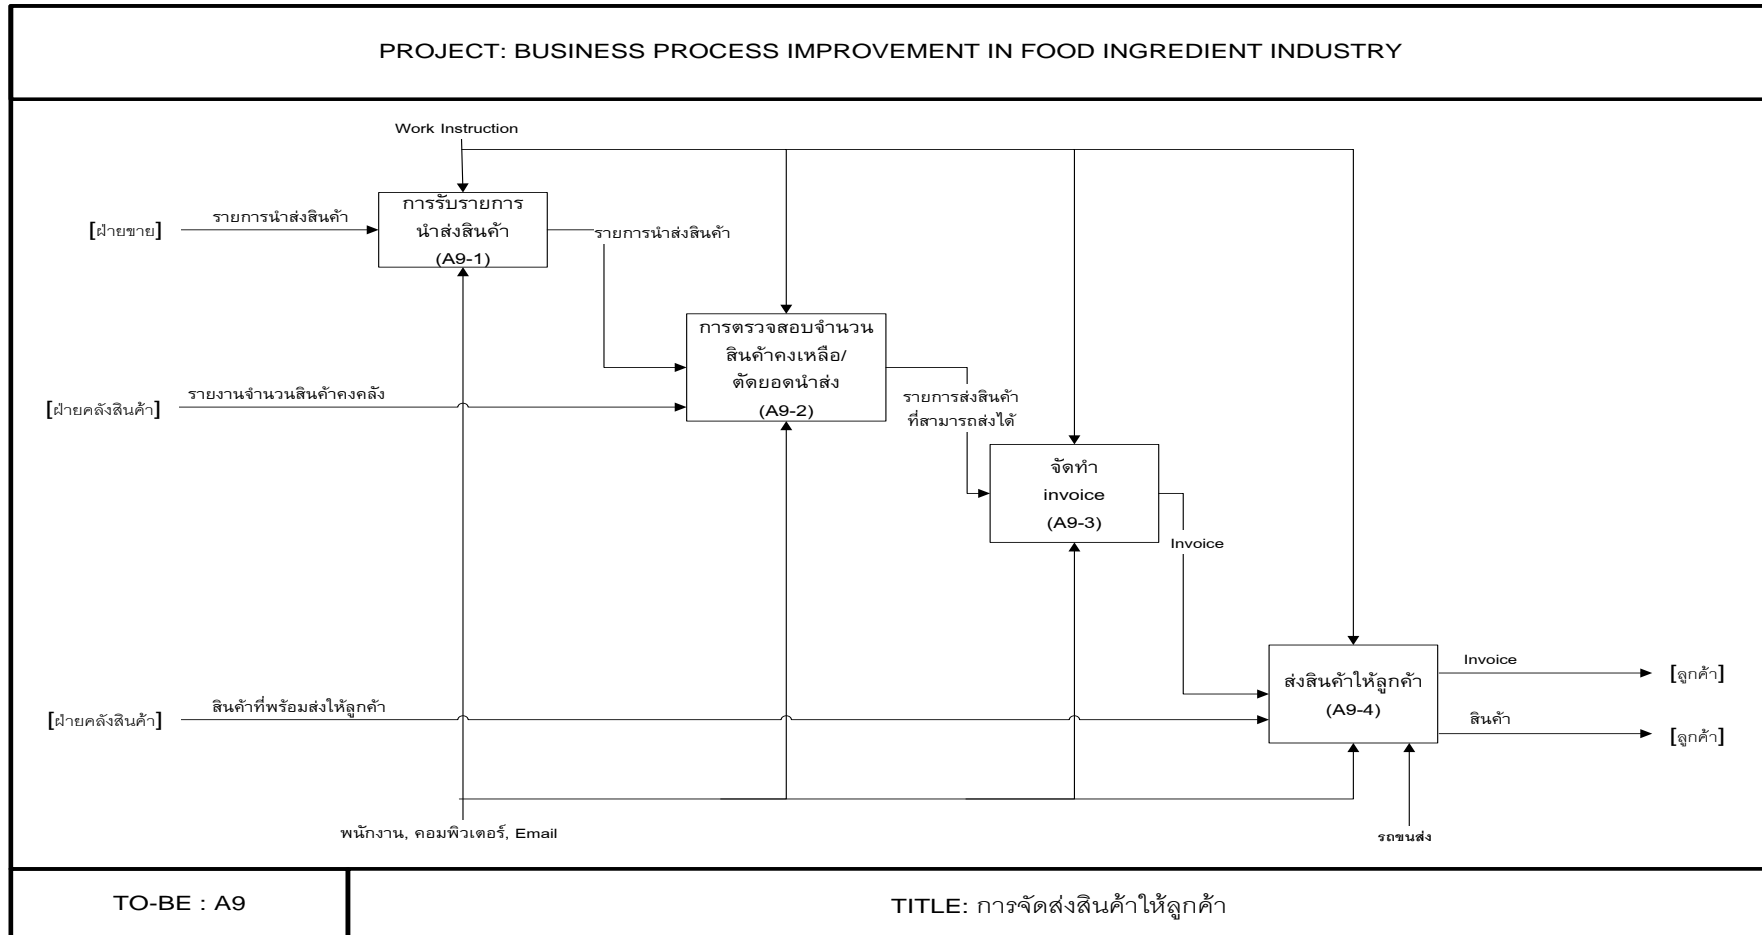 PROJECT: BUSINESS PROCESS IMPROVEMENT IN FOOD INGREDIENT INDUSTRY
Work Instruction
[ฝ่ายขาย]
รายการนำส่งสินค้า
การรับรายการ
นำส่งสินค้า
(A9-1)
รายการนำส่งสินค้า
การตรวจสอบจำนวน
สินค้าคงเหลือ/
ตัดยอดนำส่ง
(A9-2)
[ฝ่ายคลังสินค้า]
รายงานจำนวนสินค้าคงคลัง
รายการส่งสินค้า
ที่สามารถส่งได้
จัดทำ
invoice
(A9-3)
Invoice
[ฝ่ายคลังสินค้า]
สินค้าที่พร้อมส่งให้ลูกค้า
ส่งสินค้าให้ลูกค้า
(A9-4)
Invoice
[ลูกค้า]
สินค้า
[ลูกค้า]
พนักงาน, คอมพิวเตอร์, Email
รถขนส่ง
TO-BE : A9
TITLE: การจัดส่งสินค้าให้ลูกค้า